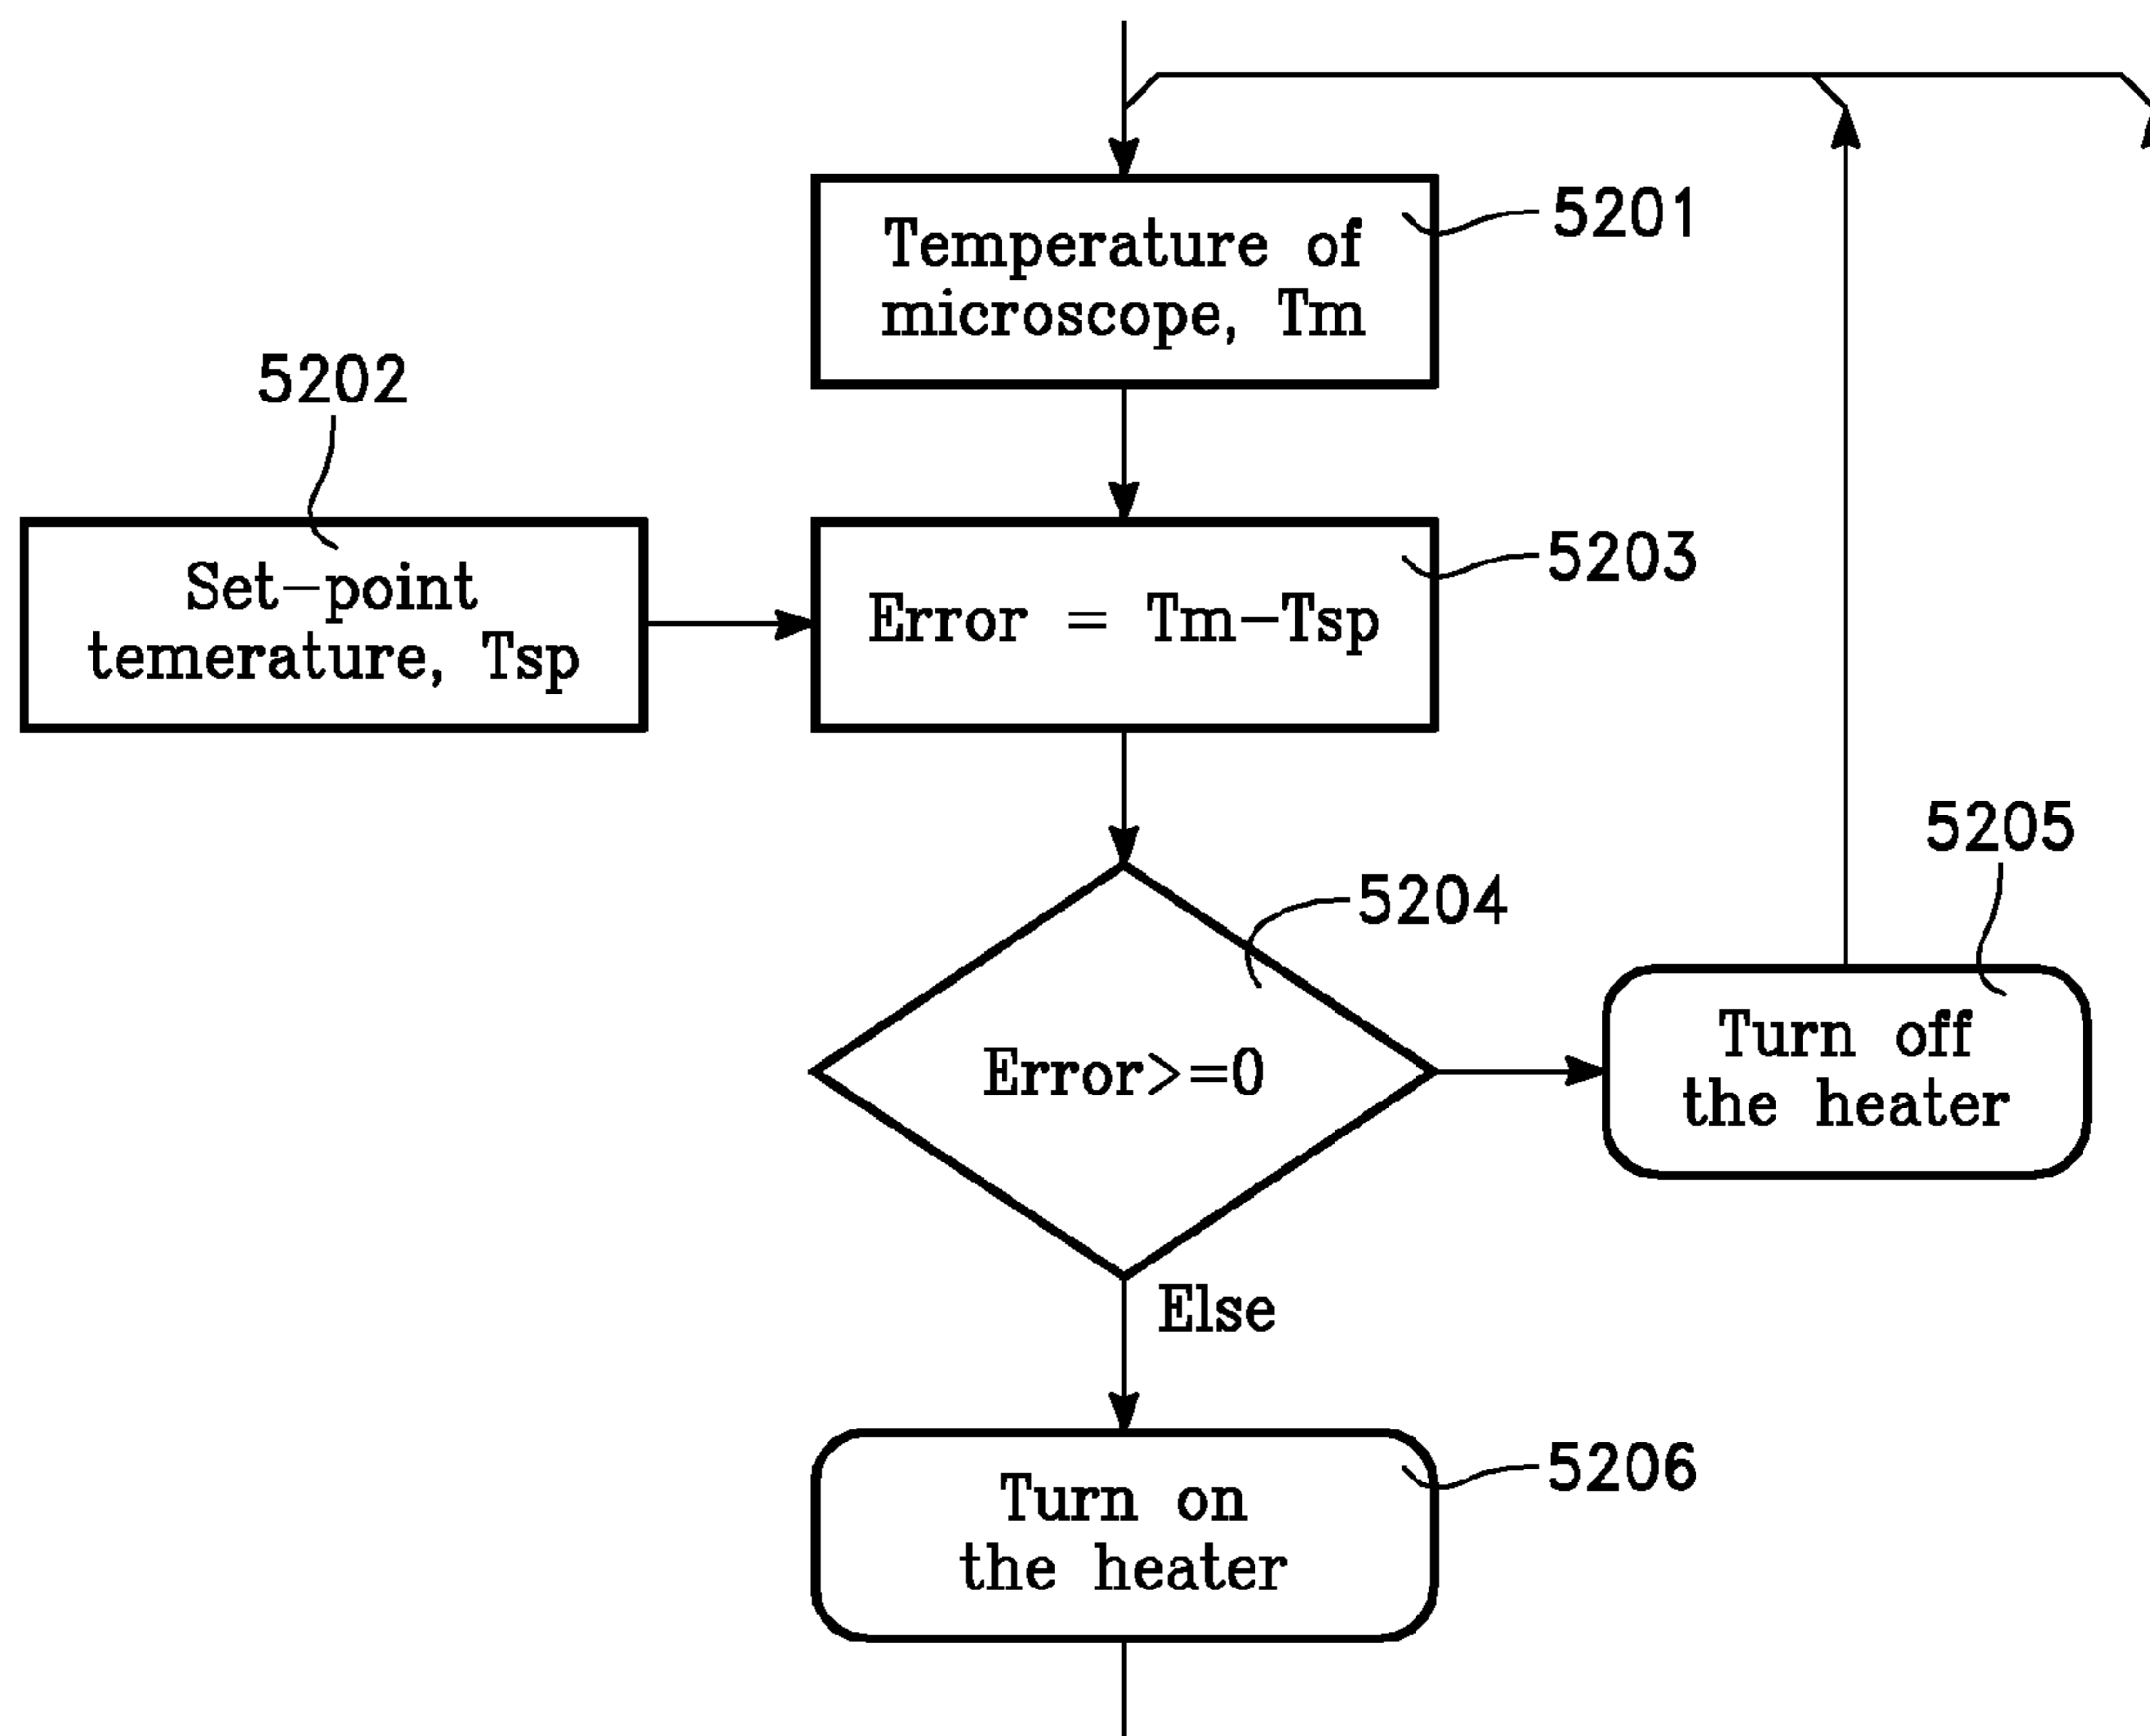 5201
Temperature of
microscope, Tm
5202
Set-point
temerature, Tsp
5203
Error = Tm-Tsp
5204
Error>=0
5205
Turn off
the heater
Else
5206
Turn on
the heater